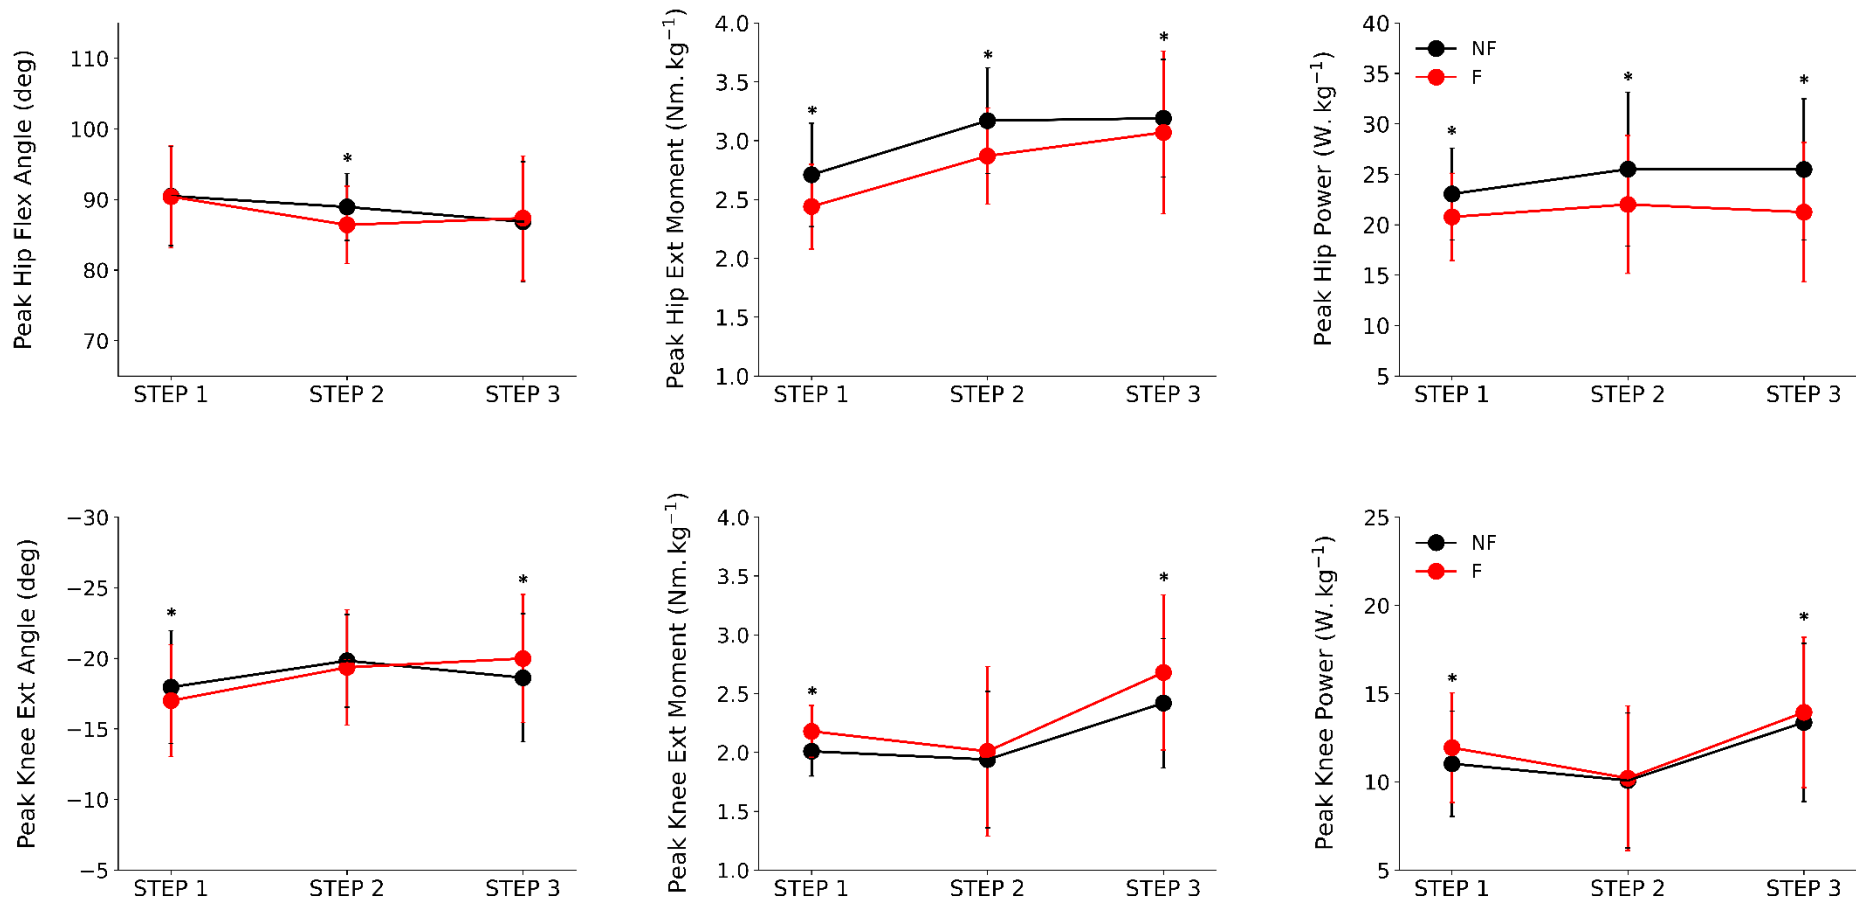 Peak Hip Flex Angle (deg)
110
100
90
80
70
*
STEP 1 STEP 2 STEP 3
Peak Hip Ext Moment (Nm. kg⁻¹)
4.0
3.5
3.0
2.5
2.0
1.5
1.0
* * *
STEP 1 STEP 2 STEP 3
Peak Hip Power (W. kg⁻¹)
40
35
30
25
20
15
10
5
NF
F
* * *
STEP 1 STEP 2 STEP 3
Peak Knee Ext Angle (deg)
−30
−25
−20
−15
−10
−5
* *
STEP 1 STEP 2 STEP 3
Peak Knee Ext Moment (Nm. kg⁻¹)
4.0
3.5
3.0
2.5
2.0
1.5
1.0
* *
STEP 1 STEP 2 STEP 3
Peak Knee Power (W. kg⁻¹)
25
20
15
10
5
NF
F
* *
STEP 1 STEP 2 STEP 3